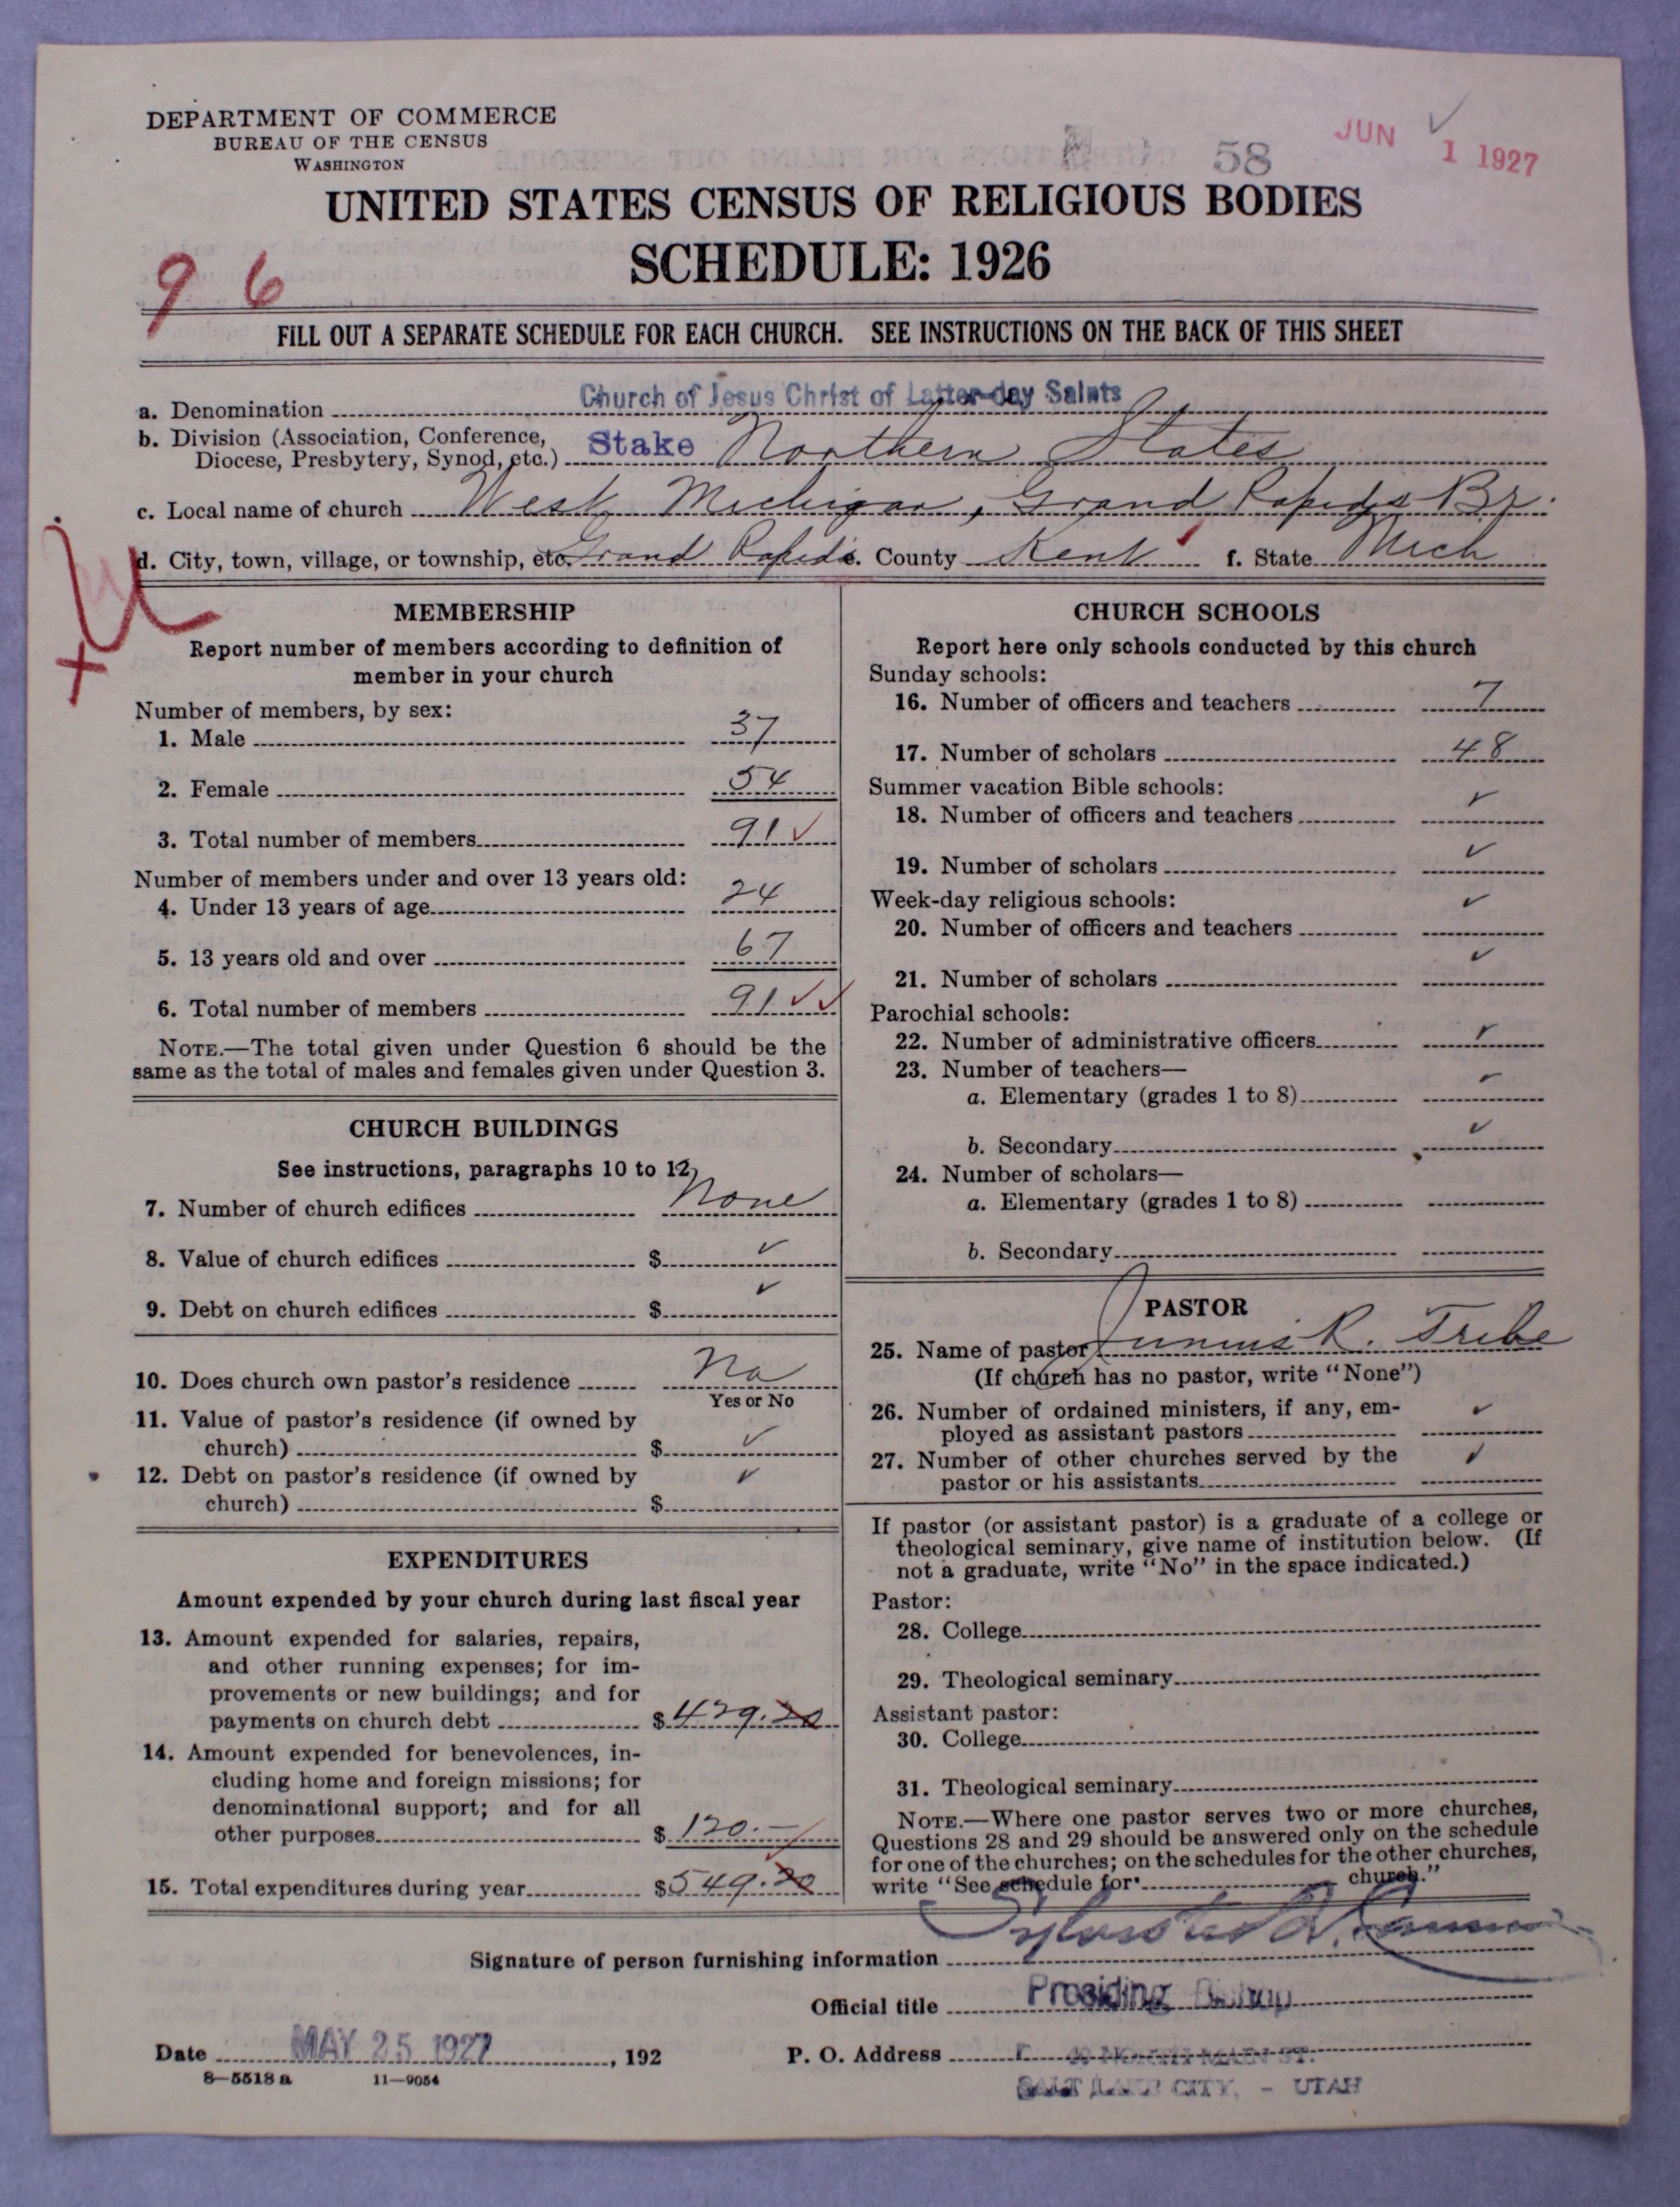 DEPARTMENT OF COMMERCE
BUREAU OF THE CENSUS
WASHINGTON
58
JUN 1 1927
UNITED STATES CENSUS OF RELIGIOUS BODIES
SCHEDULE: 1926
96
FILL OUT A SEPARATE SCHEDULE FOR EACH CHURCH. SEE INSTRUCTIONS ON THE BACK OF THIS SHEET
a. Denomination Church of Jesus Christ of Latter-day Saints
b. Division (Association, Conference,
Diocese, Presbytery, Synod, etc.) Stake Northern States
c. Local name of church West Michigan, Grand Rapids Br.
d. City, town, village, or township, etc. Grand Rapids e. County Kent f. State Mich
MEMBERSHIP
Report number of members according to definition of
member in your church
Number of members, by sex:
1. Male 37
2. Female 54
3. Total number of members 91 ✓
Number of members under and over 13 years old:
4. Under 13 years of age 24
5. 13 years old and over 67
6. Total number of members 91 ✓✓
NOTE.—The total given under Question 6 should be the
same as the total of males and females given under Question 3.
CHURCH BUILDINGS
See instructions, paragraphs 10 to 12
7. Number of church edifices None
8. Value of church edifices $ ✓
9. Debt on church edifices $ ✓
10. Does church own pastor's residence No
Yes or No
11. Value of pastor's residence (if owned by
church) $ ✓
12. Debt on pastor's residence (if owned by
church) $ ✓
EXPENDITURES
Amount expended by your church during last fiscal year
13. Amount expended for salaries, repairs,
and other running expenses; for im-
provements or new buildings; and for
payments on church debt $ 429.20
14. Amount expended for benevolences, in-
cluding home and foreign missions; for
denominational support; and for all
other purposes $ 120.—
15. Total expenditures during year $ 549.20
CHURCH SCHOOLS
Report here only schools conducted by this church
Sunday schools:
16. Number of officers and teachers 7
17. Number of scholars 48
Summer vacation Bible schools:
18. Number of officers and teachers ✓
19. Number of scholars ✓
Week-day religious schools:
20. Number of officers and teachers ✓
21. Number of scholars ✓
Parochial schools:
22. Number of administrative officers ✓
23. Number of teachers—
a. Elementary (grades 1 to 8) ✓
b. Secondary ✓
24. Number of scholars—
a. Elementary (grades 1 to 8)
b. Secondary
PASTOR
25. Name of pastor Junius R. Tribe
(If church has no pastor, write "None")
26. Number of ordained ministers, if any, em-
ployed as assistant pastors ✓
27. Number of other churches served by the
pastor or his assistants ✓
If pastor (or assistant pastor) is a graduate of a college or
theological seminary, give name of institution below. (If
not a graduate, write "No" in the space indicated.)
Pastor:
28. College
29. Theological seminary
Assistant pastor:
30. College
31. Theological seminary
NOTE.—Where one pastor serves two or more churches,
Questions 28 and 29 should be answered only on the schedule
for one of the churches; on the schedules for the other churches,
write "See schedule for church."
Signature of person furnishing information Sylvester Q. Cannon
Official title Presiding Bishop
Date MAY 25 1927, 192
P. O. Address 40 NORTH MAIN ST.
SALT LAKE CITY, - UTAH
8—5518 a 11—9054